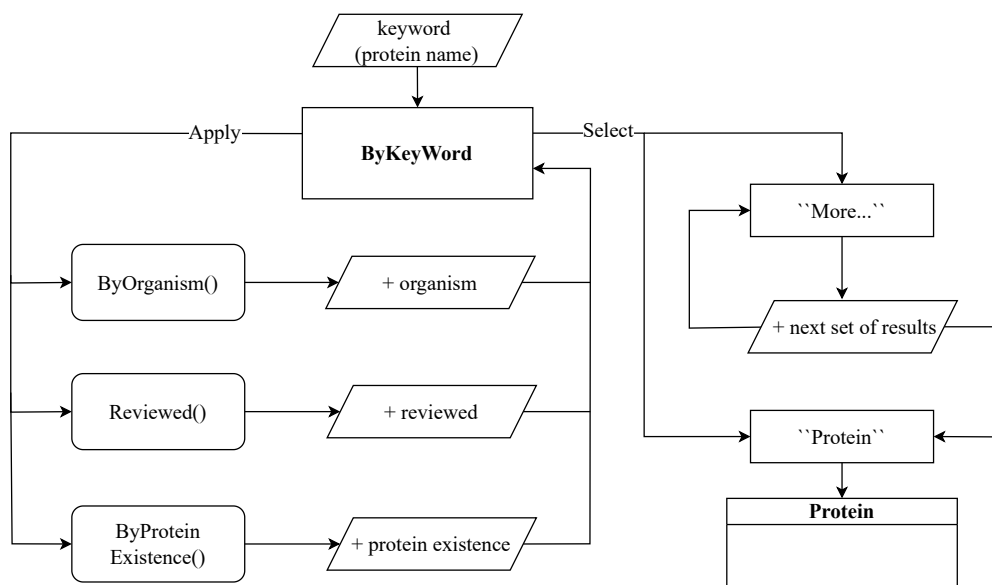 keyword
(protein name)
Apply
ByKeyWord
Select
``More...``
ByOrganism()
+ organism
+ next set of results
Reviewed()
+ reviewed
``Protein``
Protein
ByProtein
Existence()
+ protein existence